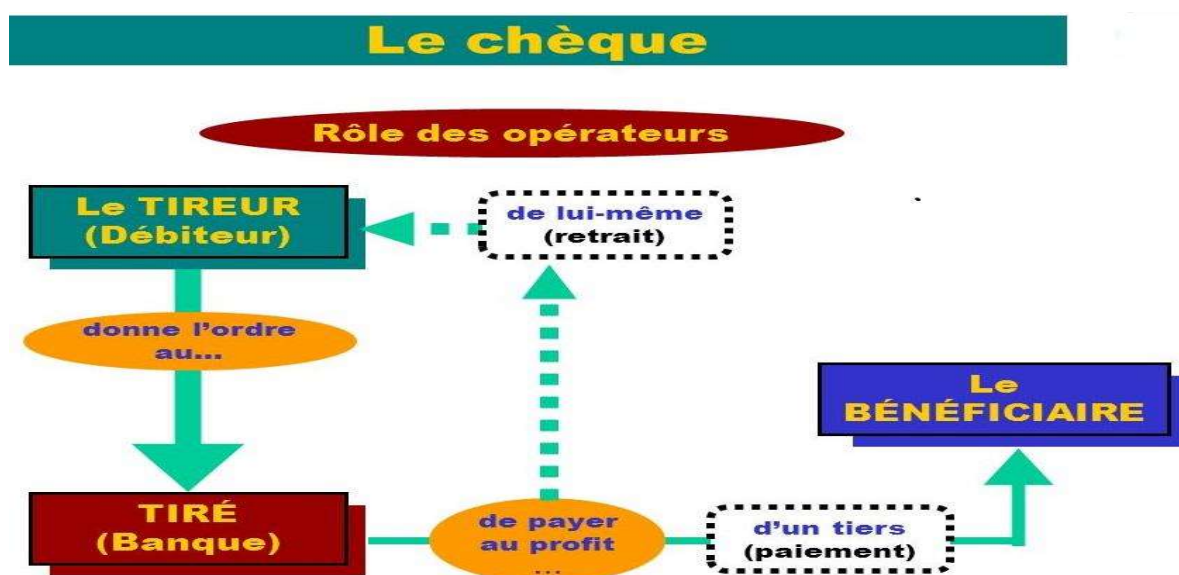 Le chèque
Rôle des opérateurs
Le TIREUR
(Débiteur)
de lui-même
(retrait)
donne l'ordre
au...
Le
BÉNÉFICIAIRE
TIRÉ
(Banque)
de payer
au profit
...
d'un tiers
(paiement)